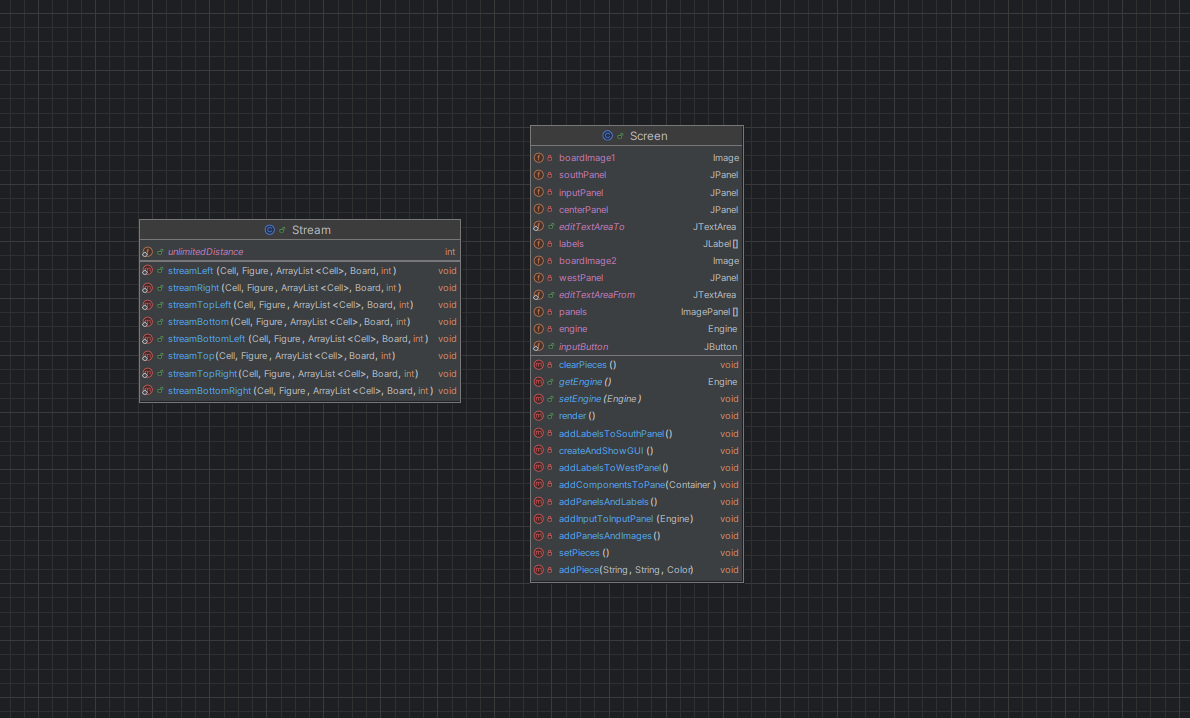 Stream
unlimitedDistance int
streamLeft (Cell, Figure, ArrayList<Cell>, Board, int) void
streamRight (Cell, Figure, ArrayList<Cell>, Board, int) void
streamTopLeft (Cell, Figure, ArrayList<Cell>, Board, int) void
streamBottom (Cell, Figure, ArrayList<Cell>, Board, int) void
streamBottomLeft (Cell, Figure, ArrayList<Cell>, Board, int) void
streamTop(Cell, Figure, ArrayList<Cell>, Board, int) void
streamTopRight(Cell, Figure, ArrayList<Cell>, Board, int) void
streamBottomRight (Cell, Figure, ArrayList<Cell>, Board, int) void
Screen
boardImage1 Image
southPanel JPanel
inputPanel JPanel
centerPanel JPanel
editTextAreaTo JTextArea
labels JLabel[]
boardImage2 Image
westPanel JPanel
editTextAreaFrom JTextArea
panels ImagePanel[]
engine Engine
inputButton JButton
clearPieces () void
getEngine () Engine
setEngine (Engine) void
render () void
addLabelsToSouthPanel() void
createAndShowGUI () void
addLabelsToWestPanel() void
addComponentsToPane(Container) void
addPanelsAndLabels() void
addInputToInputPanel (Engine) void
addPanelsAndImages() void
setPieces () void
addPiece(String, String, Color) void